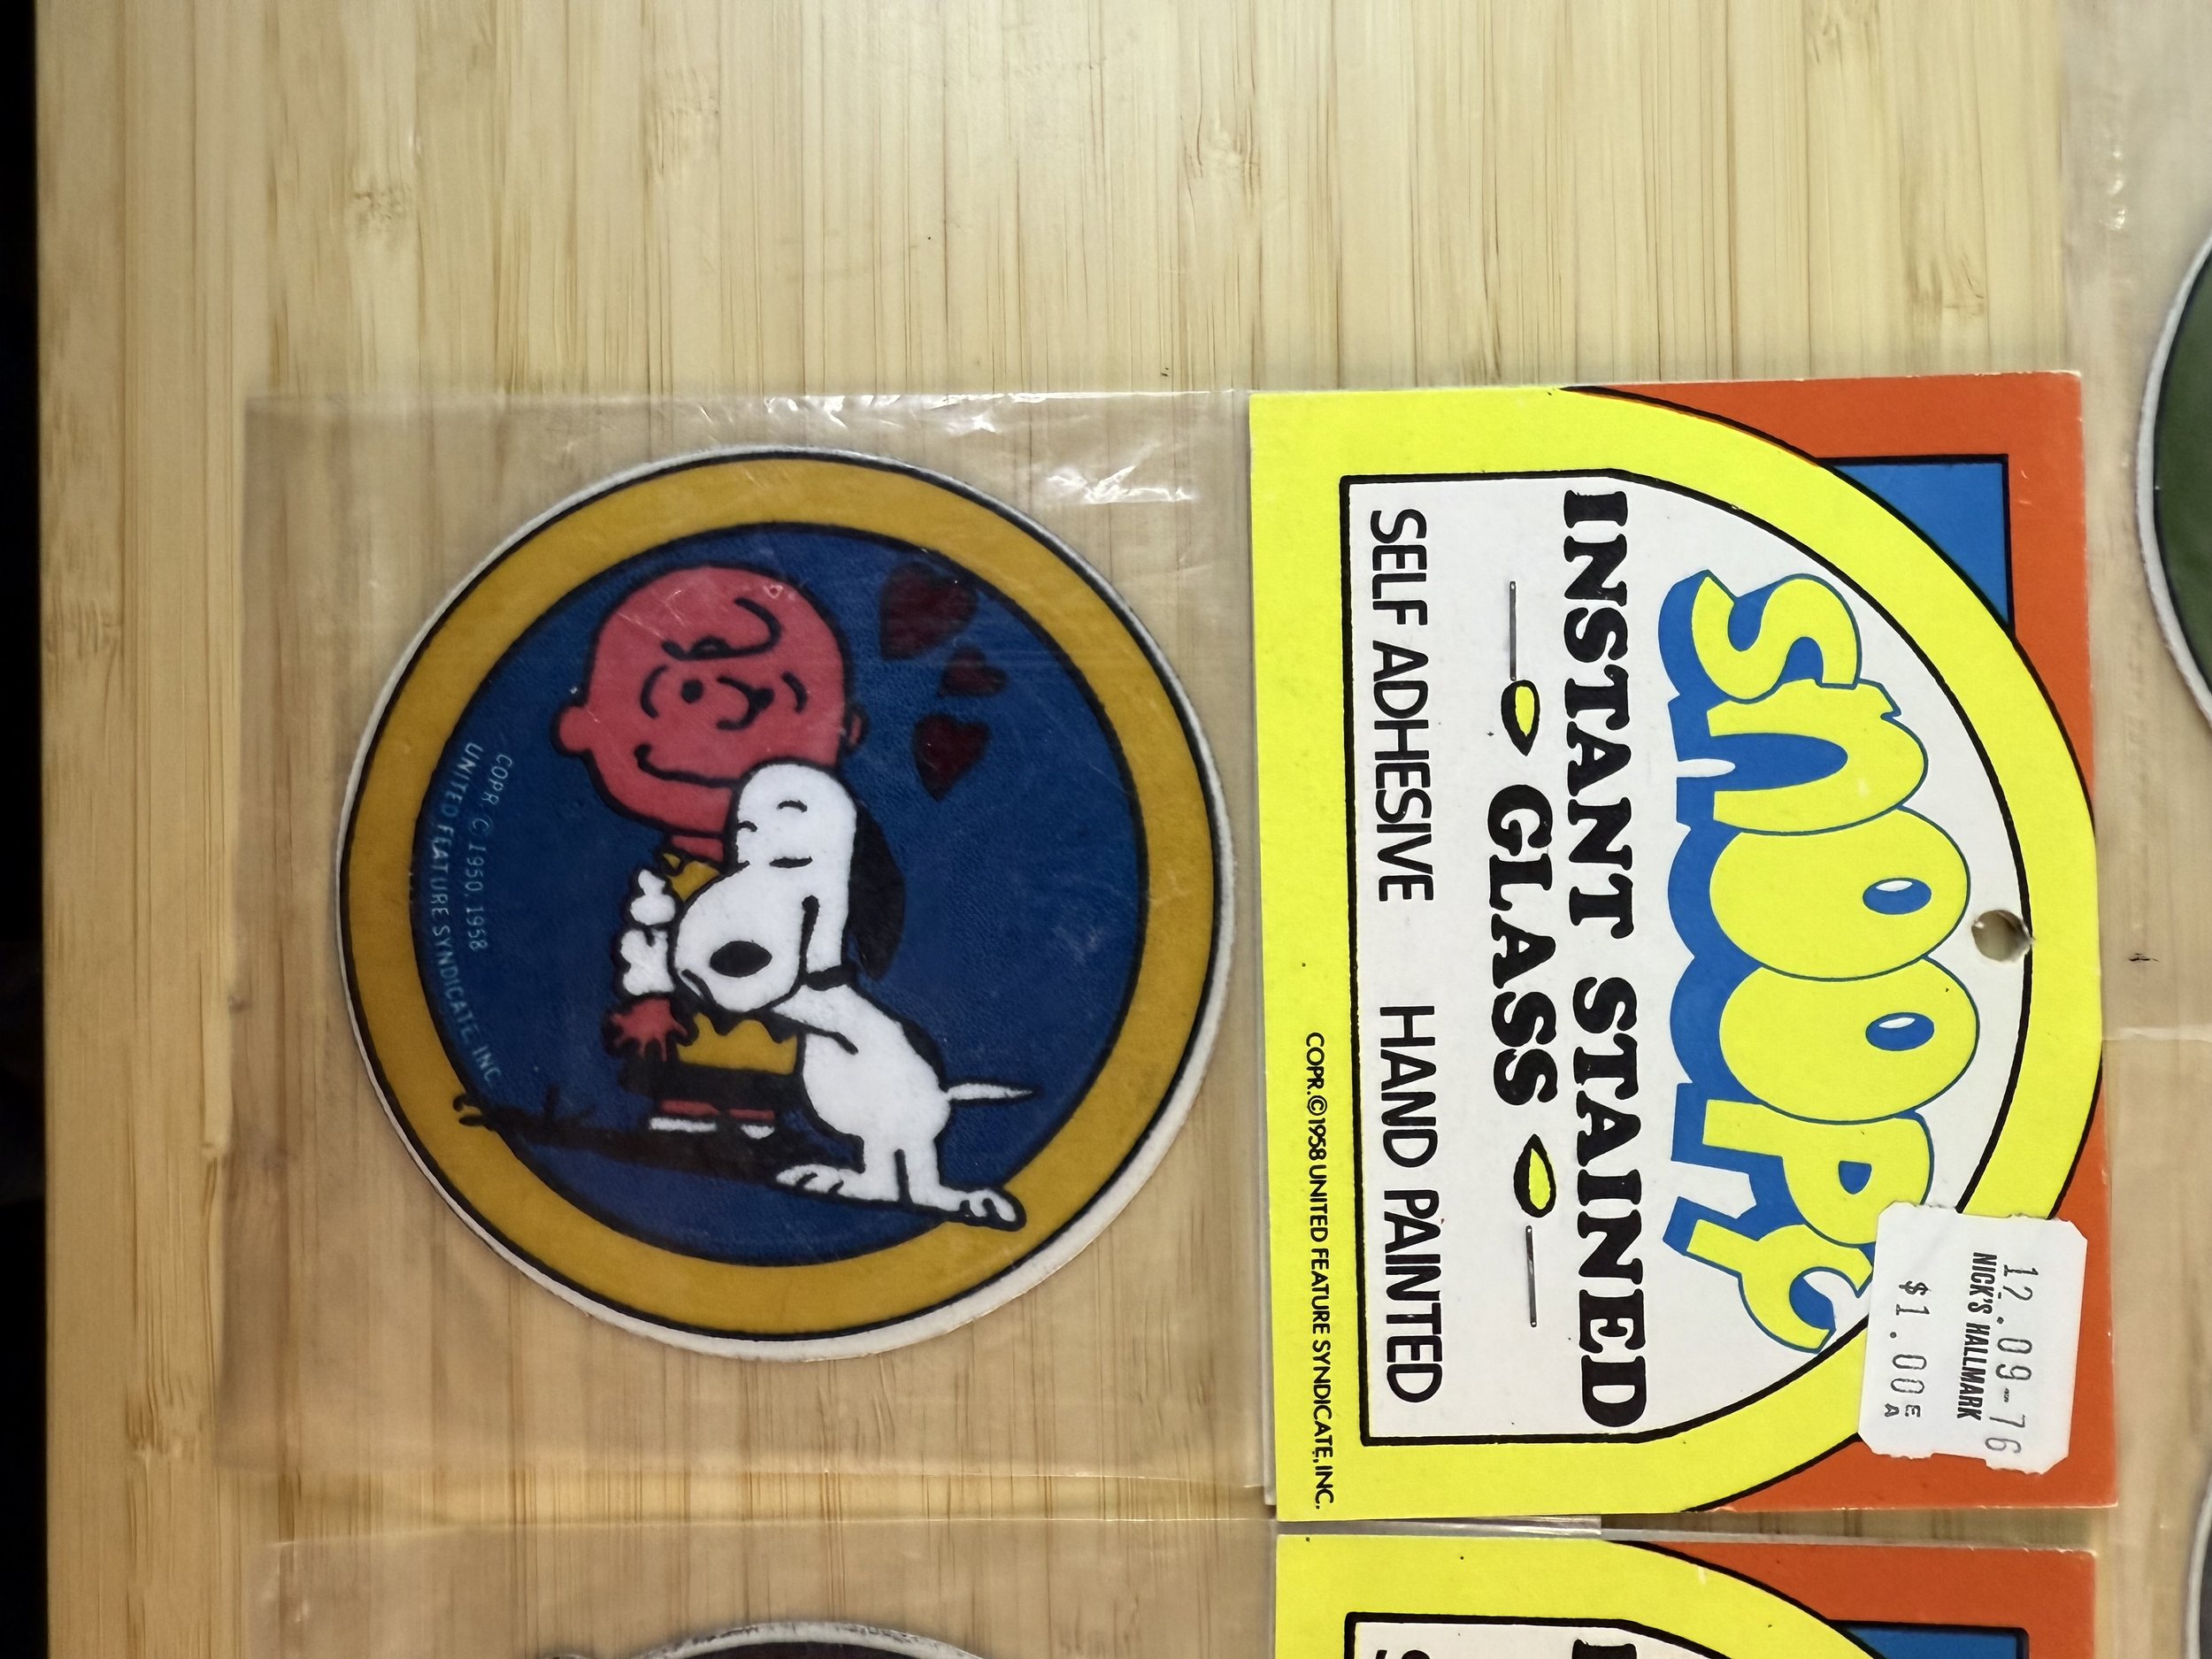 snoopy
INSTANT STAINED
GLASS
SELF ADHESIVE HAND PAINTED
COPR.©1958 UNITED FEATURE SYNDICATE, INC.
12.09-76
NICK'S HALLMARK
$1.00 E
A
COPR. © 1950, 1958
UNITED FEATURE SYNDICATE INC.